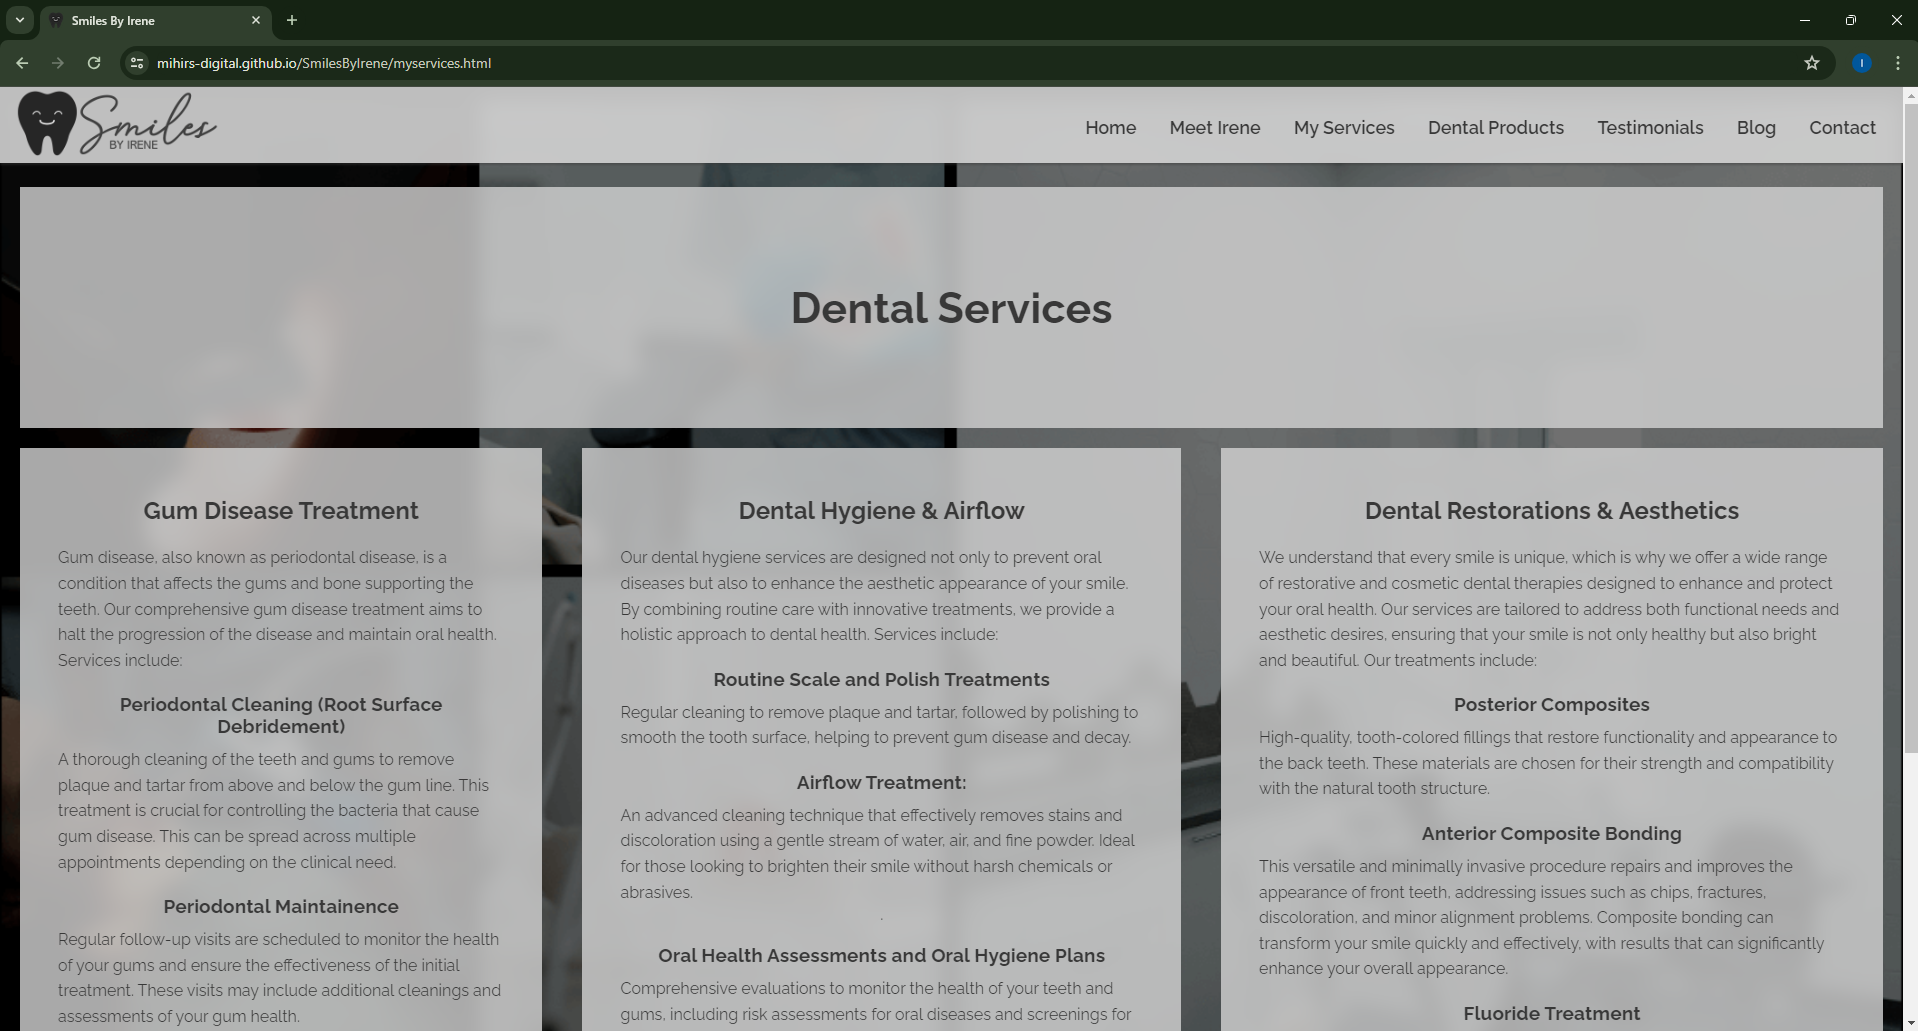 Smiles By Irene
mihirs-digital.github.io/SmilesByIrene/myservices.html
I
Smiles
BY IRENE
Home Meet Irene My Services Dental Products Testimonials Blog Contact
Dental Services
Gum Disease Treatment
Gum disease, also known as periodontal disease, is a
condition that affects the gums and bone supporting the
teeth. Our comprehensive gum disease treatment aims to
halt the progression of the disease and maintain oral health.
Services include:
Periodontal Cleaning (Root Surface
Debridement)
A thorough cleaning of the teeth and gums to remove
plaque and tartar from above and below the gum line. This
treatment is crucial for controlling the bacteria that cause
gum disease. This can be spread across multiple
appointments depending on the clinical need.
Periodontal Maintainence
Regular follow-up visits are scheduled to monitor the health
of your gums and ensure the effectiveness of the initial
treatment. These visits may include additional cleanings and
assessments of your gum health.
Dental Hygiene & Airflow
Our dental hygiene services are designed not only to prevent oral
diseases but also to enhance the aesthetic appearance of your smile.
By combining routine care with innovative treatments, we provide a
holistic approach to dental health. Services include:
Routine Scale and Polish Treatments
Regular cleaning to remove plaque and tartar, followed by polishing to
smooth the tooth surface, helping to prevent gum disease and decay.
Airflow Treatment:
An advanced cleaning technique that effectively removes stains and
discoloration using a gentle stream of water, air, and fine powder. Ideal
for those looking to brighten their smile without harsh chemicals or
abrasives.
.
Oral Health Assessments and Oral Hygiene Plans
Comprehensive evaluations to monitor the health of your teeth and
gums, including risk assessments for oral diseases and screenings for
Dental Restorations & Aesthetics
We understand that every smile is unique, which is why we offer a wide range
of restorative and cosmetic dental therapies designed to enhance and protect
your oral health. Our services are tailored to address both functional needs and
aesthetic desires, ensuring that your smile is not only healthy but also bright
and beautiful. Our treatments include:
Posterior Composites
High-quality, tooth-colored fillings that restore functionality and appearance to
the back teeth. These materials are chosen for their strength and compatibility
with the natural tooth structure.
Anterior Composite Bonding
This versatile and minimally invasive procedure repairs and improves the
appearance of front teeth, addressing issues such as chips, fractures,
discoloration, and minor alignment problems. Composite bonding can
transform your smile quickly and effectively, with results that can significantly
enhance your overall appearance.
Fluoride Treatment